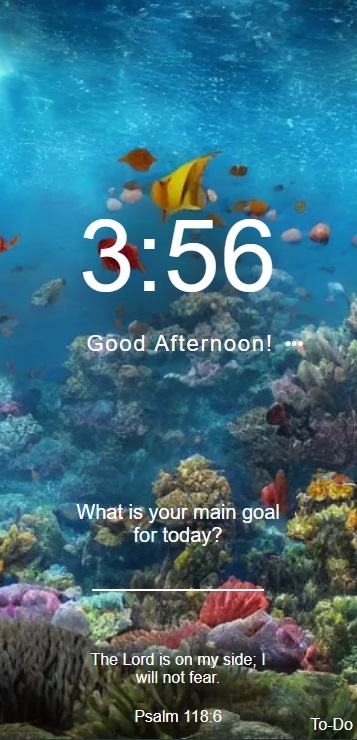 3:56
Good Afternoon! •••
What is your main goal
for today?
The Lord is on my side; I
will not fear.
Psalm 118:6
To-Do